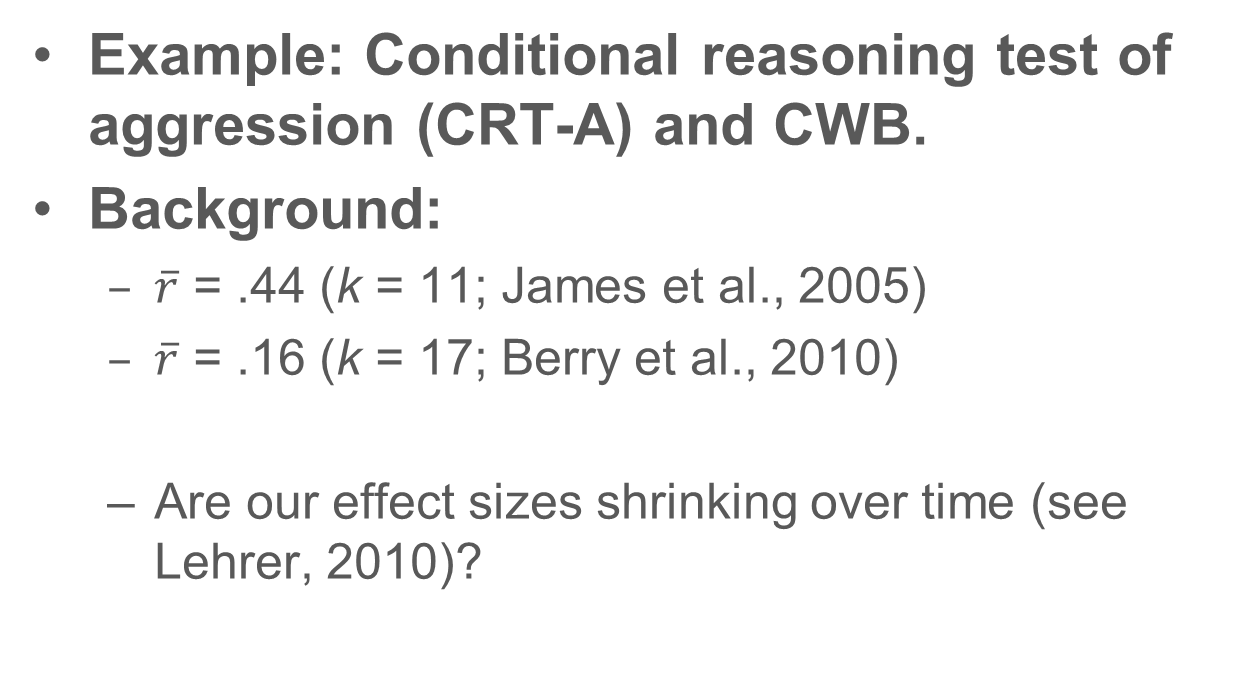 • Example: Conditional reasoning test of
aggression (CRT-A) and CWB.
• Background:
– r̄ = .44 (k = 11; James et al., 2005)
– r̄ = .16 (k = 17; Berry et al., 2010)
– Are our effect sizes shrinking over time (see
Lehrer, 2010)?